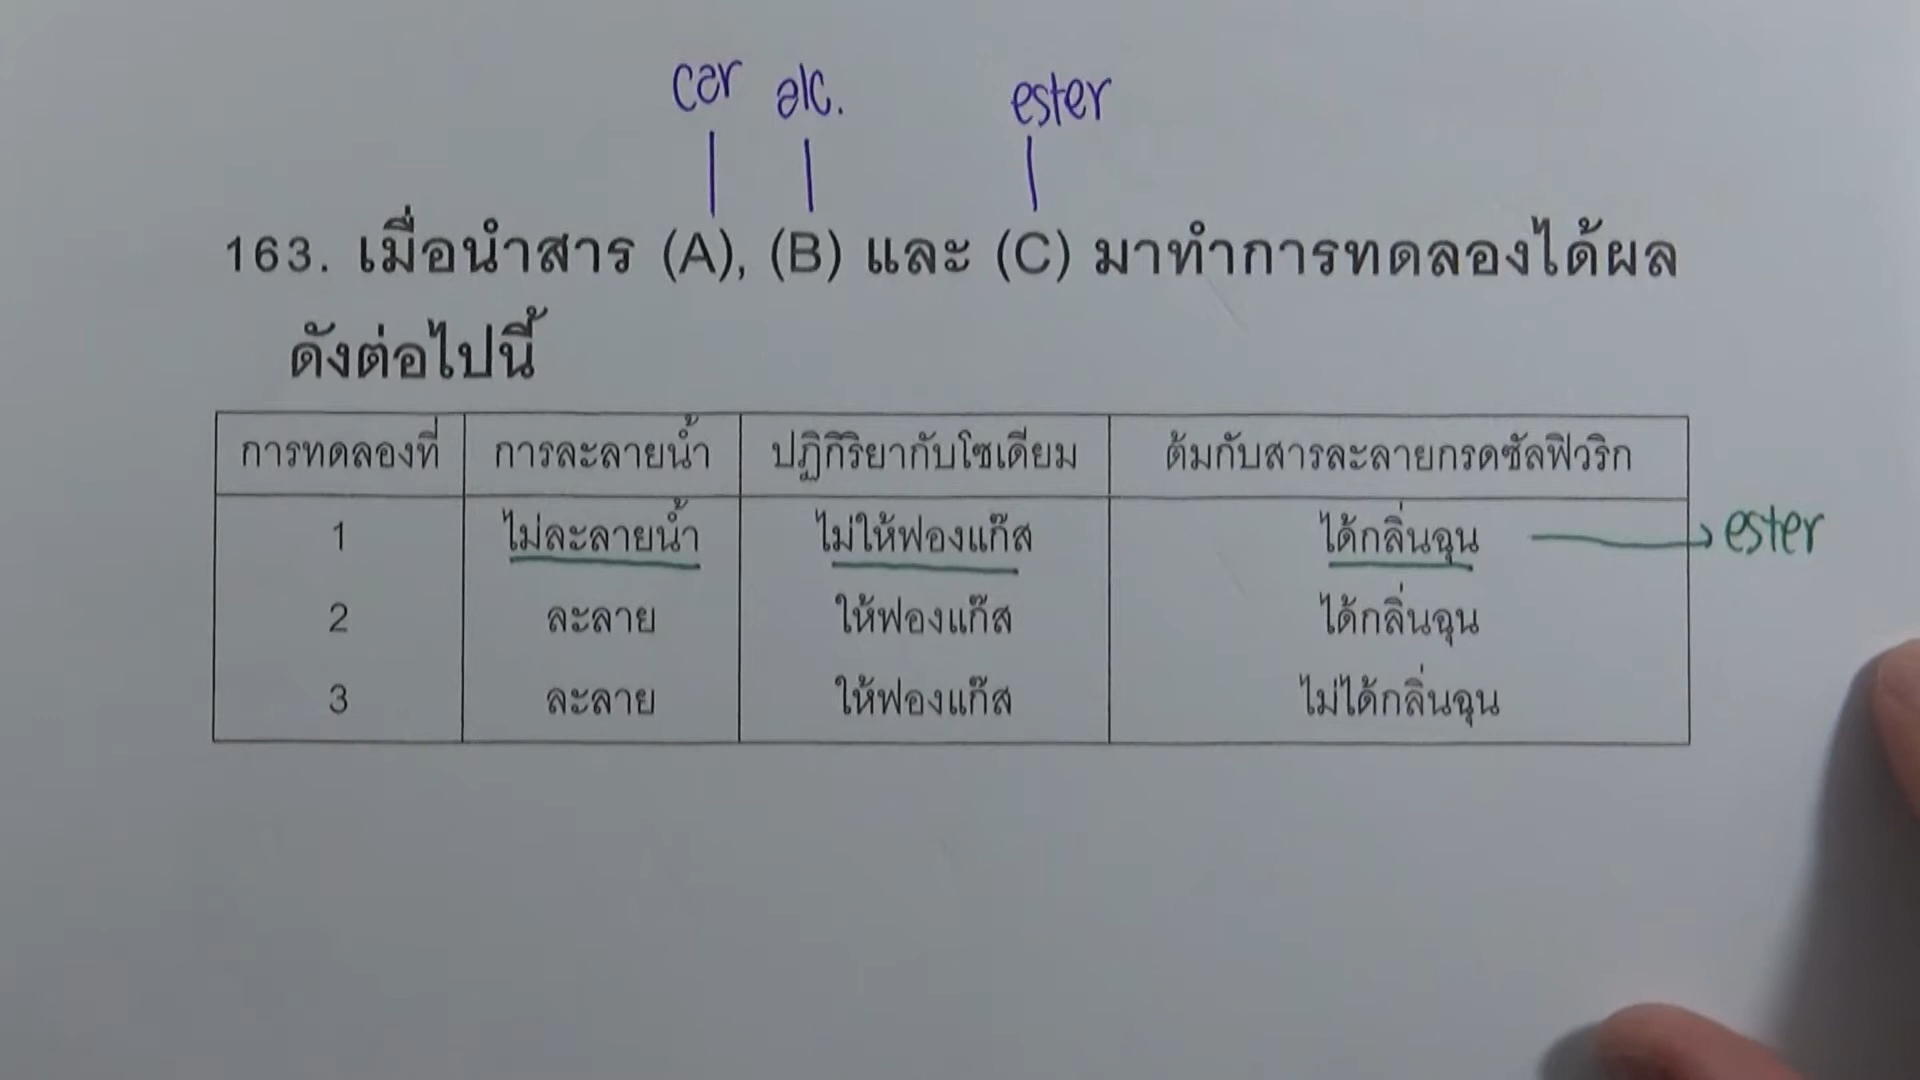 car alc. ester
163. เมื่อนำสาร (A), (B) และ (C) มาทำการทดลองได้ผล
ดังต่อไปนี้
การทดลองที่ การละลายน้ำ ปฏิกิริยากับโซเดียม ต้มกับสารละลายกรดซัลฟิวริก
1 ไม่ละลายน้ำ ไม่ให้ฟองแก๊ส ได้กลิ่นฉุน → ester
2 ละลาย ให้ฟองแก๊ส ได้กลิ่นฉุน
3 ละลาย ให้ฟองแก๊ส ไม่ได้กลิ่นฉุน